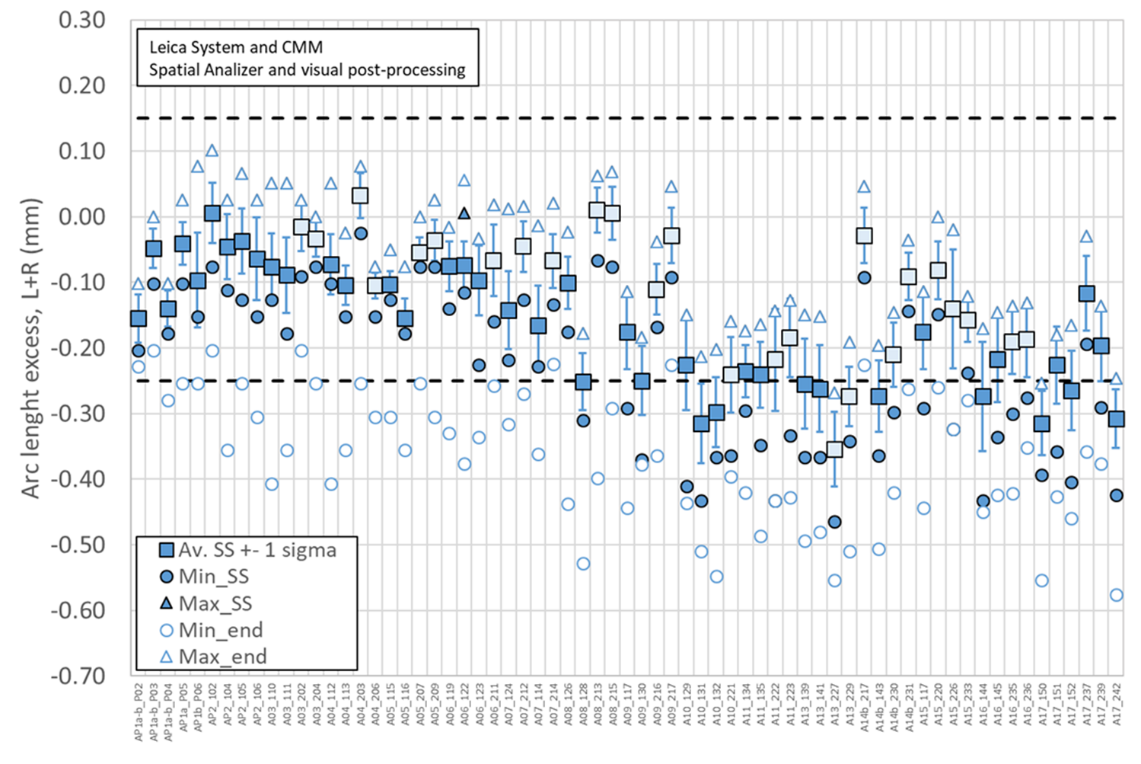 0.30
Leica System and CMM
Spatial Analizer and visual post-processing
0.20
0.10
0.00
-0.10
-0.20
-0.30
-0.40
-0.50
-0.60
-0.70
Arc lenght excess, L+R (mm)
Av. SS +- 1 sigma
Min_SS
Max_SS
Min_end
Max_end
AP1a-b_P02
AP1a-b_P03
AP1a-b_P04
AP1a_P05
AP1b_P06
AP2_102
AP2_104
AP2_105
AP2_106
A03_110
A03_111
A03_202
A03_204
A04_112
A04_113
A04_203
A04_206
A05_115
A05_116
A05_207
A05_209
A06_119
A06_122
A06_123
A06_211
A07_124
A07_212
A07_114
A07_214
A08_126
A08_128
A08_213
A08_215
A09_117
A09_130
A09_216
A09_217
A10_129
A10_131
A10_132
A10_221
A11_134
A11_135
A11_222
A11_223
A13_139
A13_141
A13_227
A13_229
A14b_217
A14b_143
A14b_230
A14b_231
A15_117
A15_220
A15_226
A15_233
A16_144
A16_145
A16_235
A16_236
A17_150
A17_151
A17_152
A17_237
A17_239
A17_242